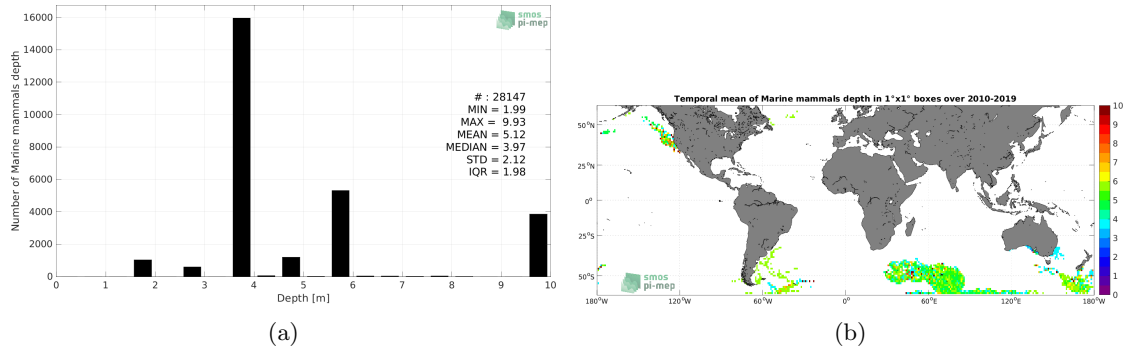 16000
14000
12000
10000
8000
6000
4000
2000
0
Number of Marine mammals depth
smos
pi-mep
# : 28147
MIN = 1.99
MAX = 9.93
MEAN = 5.12
MEDIAN = 3.97
STD = 2.12
IQR = 1.98
0 1 2 3 4 5 6 7 8 9 10
Depth [m]
(a)
Temporal mean of Marine mammals depth in 1°x1° boxes over 2010-2019
50°N
25°N
0°
25°S
50°S
180°W 120°W 60°W 0° 60°E 120°E 180°W
smos
pi-mep
10
9
8
7
6
5
4
3
2
1
0
(b)